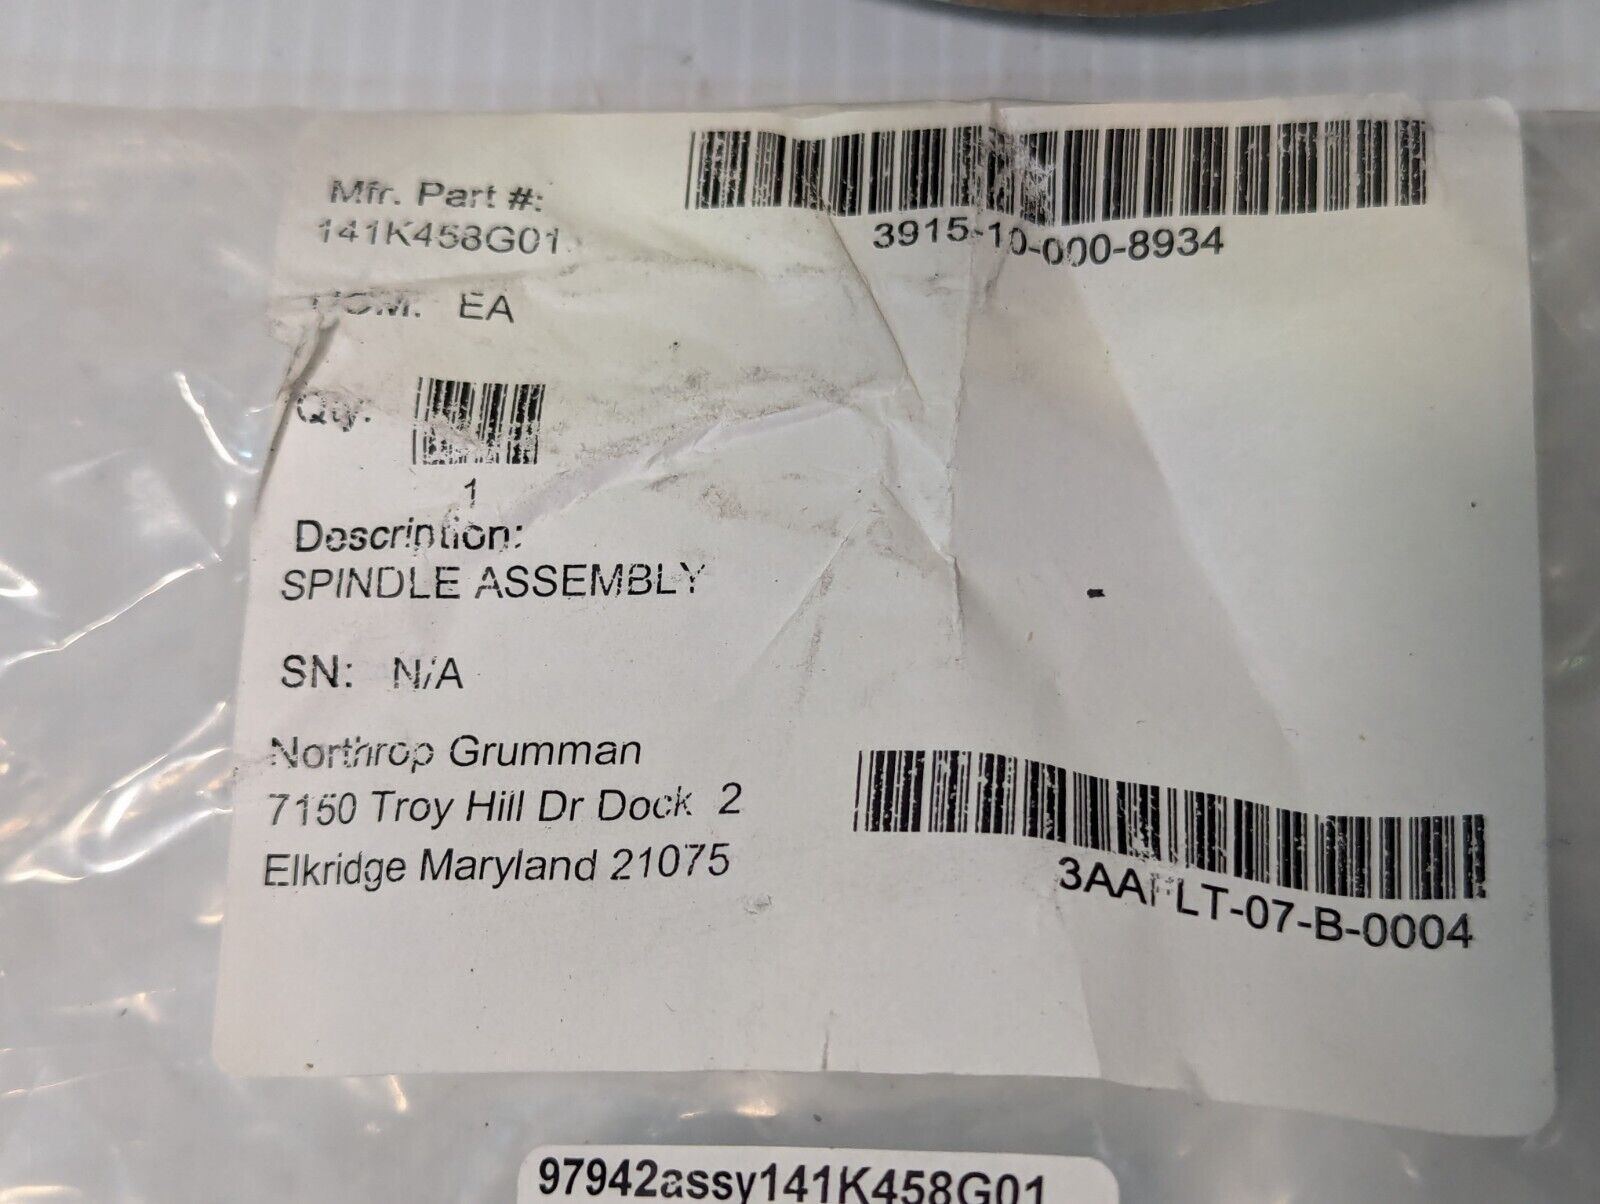 Mfr. Part #:
141K458G01
3915-10-000-8934
UOM: EA
Qty:
1
Description:
SPINDLE ASSEMBLY
SN: N/A
Northrop Grumman
7150 Troy Hill Dr Dock 2
Elkridge Maryland 21075
3AAFLT-07-B-0004
97942assy141K458G01